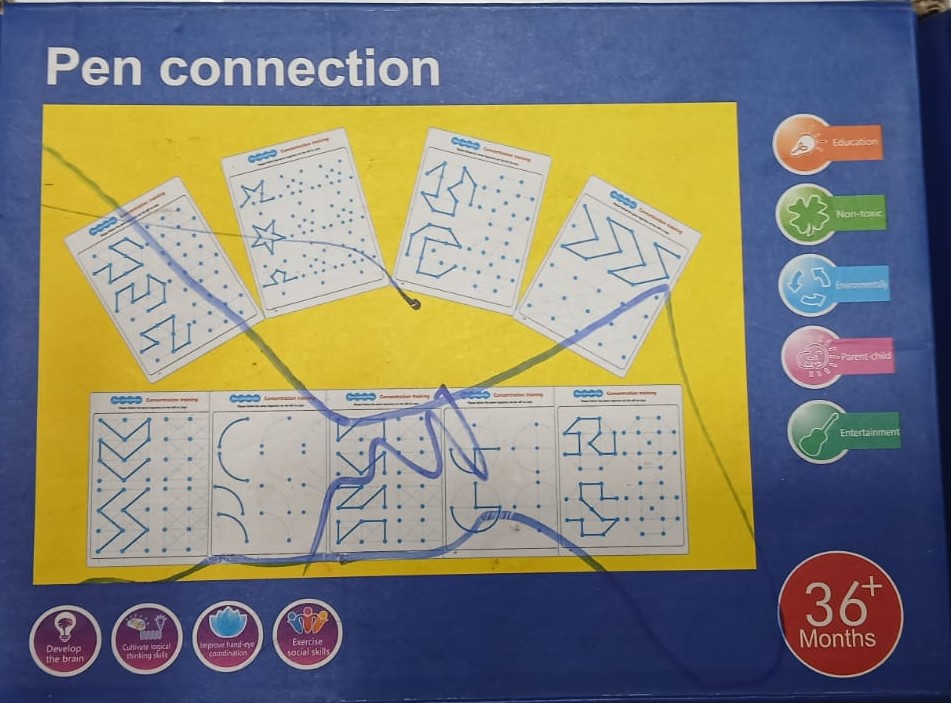 Pen connection
Education
Concentration training
Concentration training
Non-toxic
Concentration training
Concentration training
Environmentally
Parent-child
Concentration training
Concentration training
Concentration training
Concentration training
Concentration training
Entertainment
36+
Months
Develop
the brain
Cultivate logical
thinking skills
Improve hand-eye
coordination
Exercise
social skills